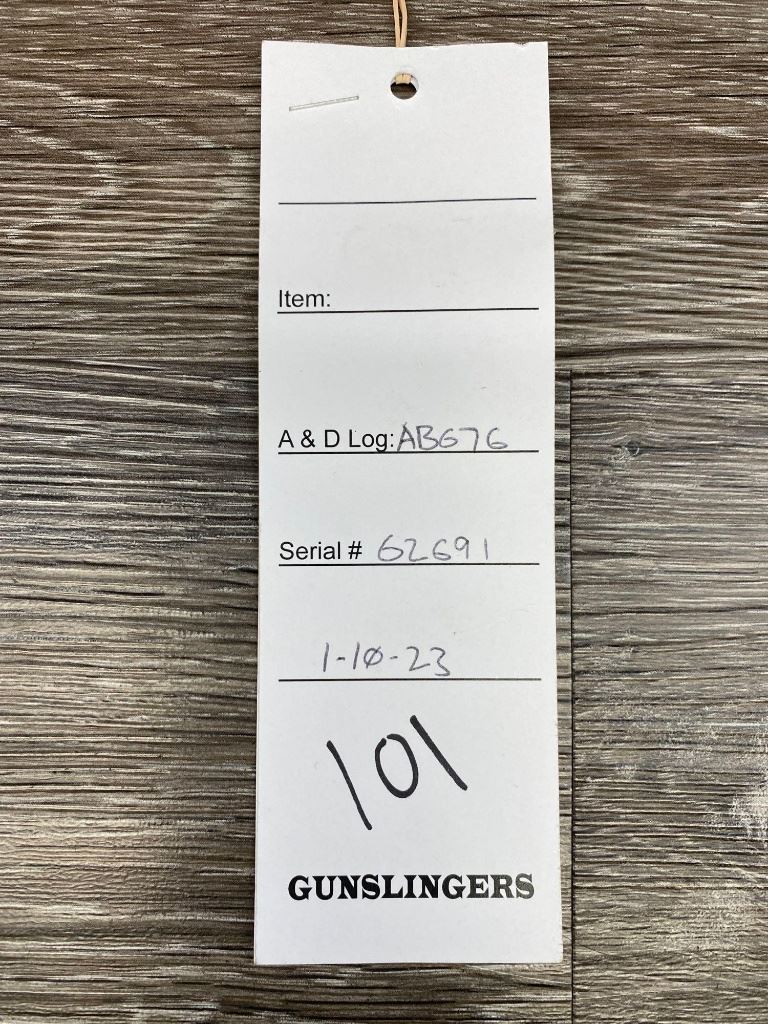 Item:
A & D Log: AB676
Serial # 62691
1-10-23
101
GUNSLINGERS